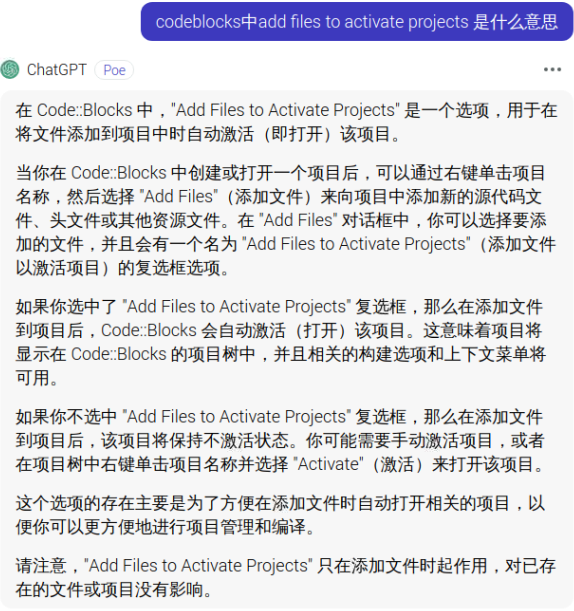 codeblocks中add files to activate projects 是什么意思
ChatGPT Poe
在 Code::Blocks 中，"Add Files to Activate Projects" 是一个选项，用于在
将文件添加到项目中时自动激活（即打开）该项目。
当你在 Code::Blocks 中创建或打开一个项目后，可以通过右键单击项目
名称，然后选择 "Add Files"（添加文件）来向项目中添加新的源代码文
件、头文件或其他资源文件。在 "Add Files" 对话框中，你可以选择要添
加的文件，并且会有一个名为 "Add Files to Activate Projects"（添加文件
以激活项目）的复选框选项。
如果你选中了 "Add Files to Activate Projects" 复选框，那么在添加文件
到项目后，Code::Blocks 会自动激活（打开）该项目。这意味着项目将
显示在 Code::Blocks 的项目树中，并且相关的构建选项和上下文菜单将
可用。
如果你不选中 "Add Files to Activate Projects" 复选框，那么在添加文件
到项目后，该项目将保持不激活状态。你可能需要手动激活项目，或者
在项目树中右键单击项目名称并选择 "Activate"（激活）来打开该项目。
这个选项的存在主要是为了方便在添加文件时自动打开相关的项目，以
便你可以更方便地进行项目管理和编译。
请注意，"Add Files to Activate Projects" 只在添加文件时起作用，对已存
在的文件或项目没有影响。